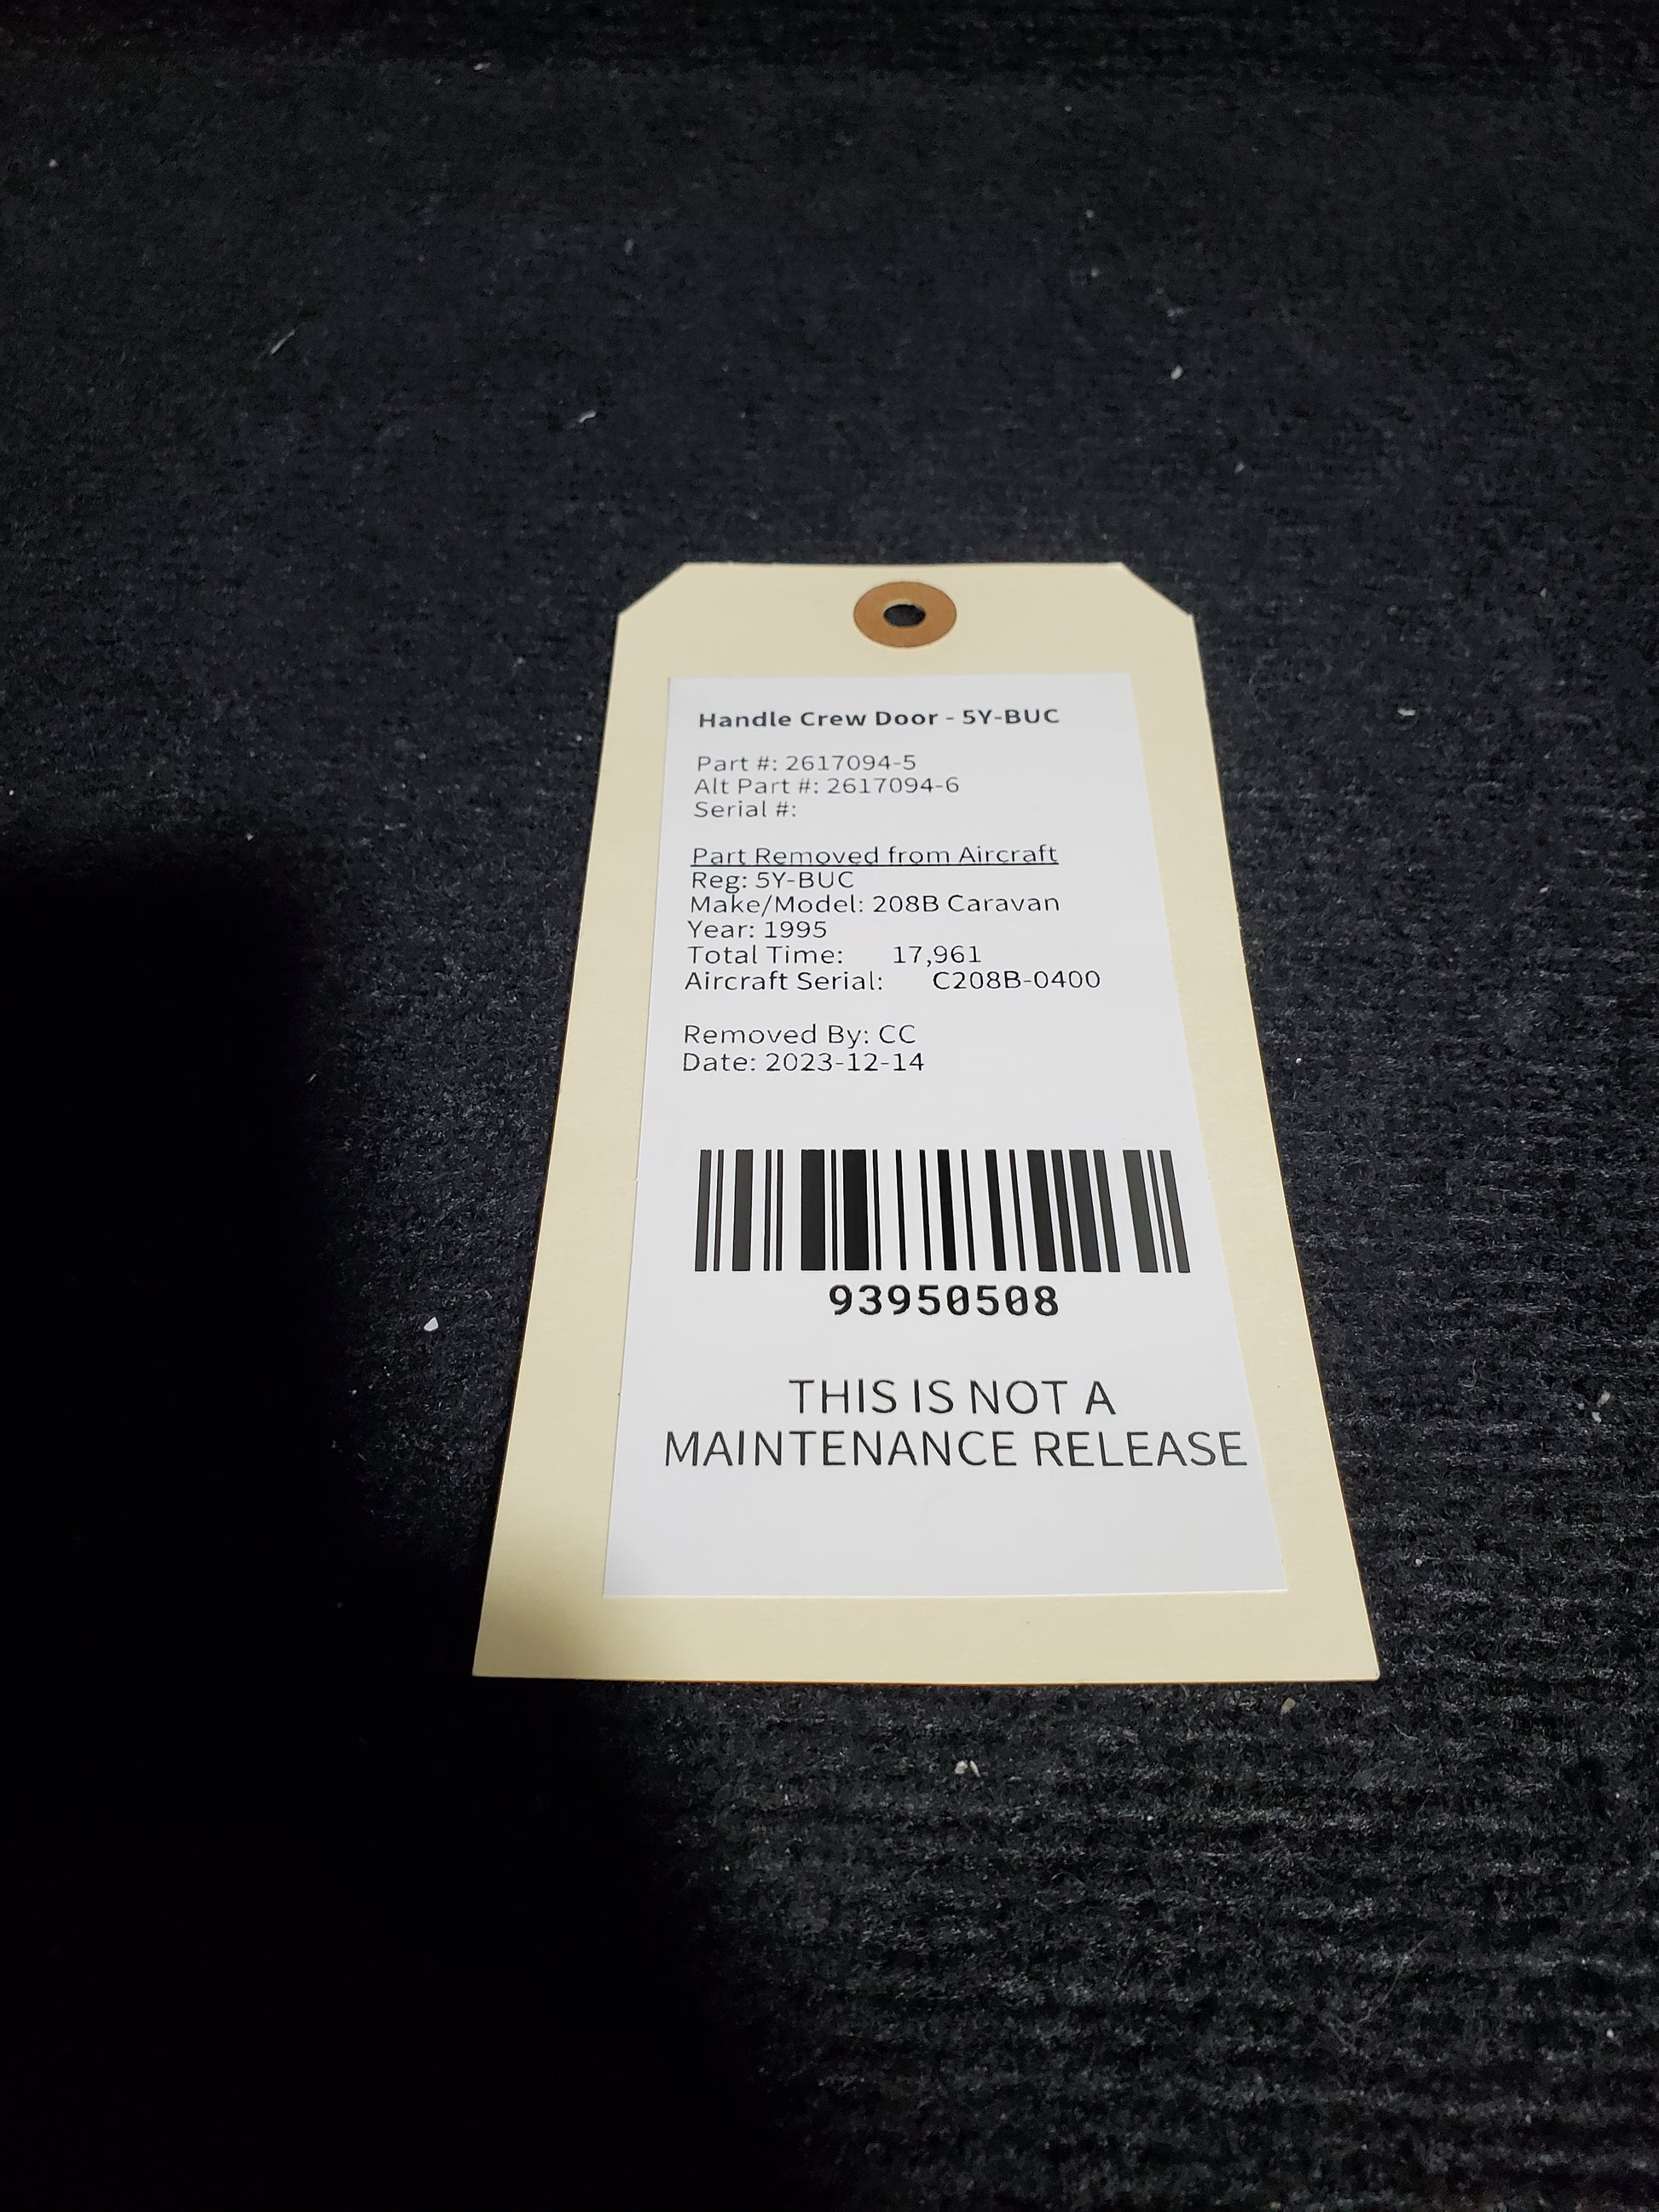 Handle Crew Door - 5Y-BUC
Part #: 2617094-5
Alt Part #: 2617094-6
Serial #:
Part Removed from Aircraft
Reg: 5Y-BUC
Make/Model: 208B Caravan
Year: 1995
Total Time: 17,961
Aircraft Serial: C208B-0400
Removed By: CC
Date: 2023-12-14
93950508
THIS IS NOT A
MAINTENANCE RELEASE